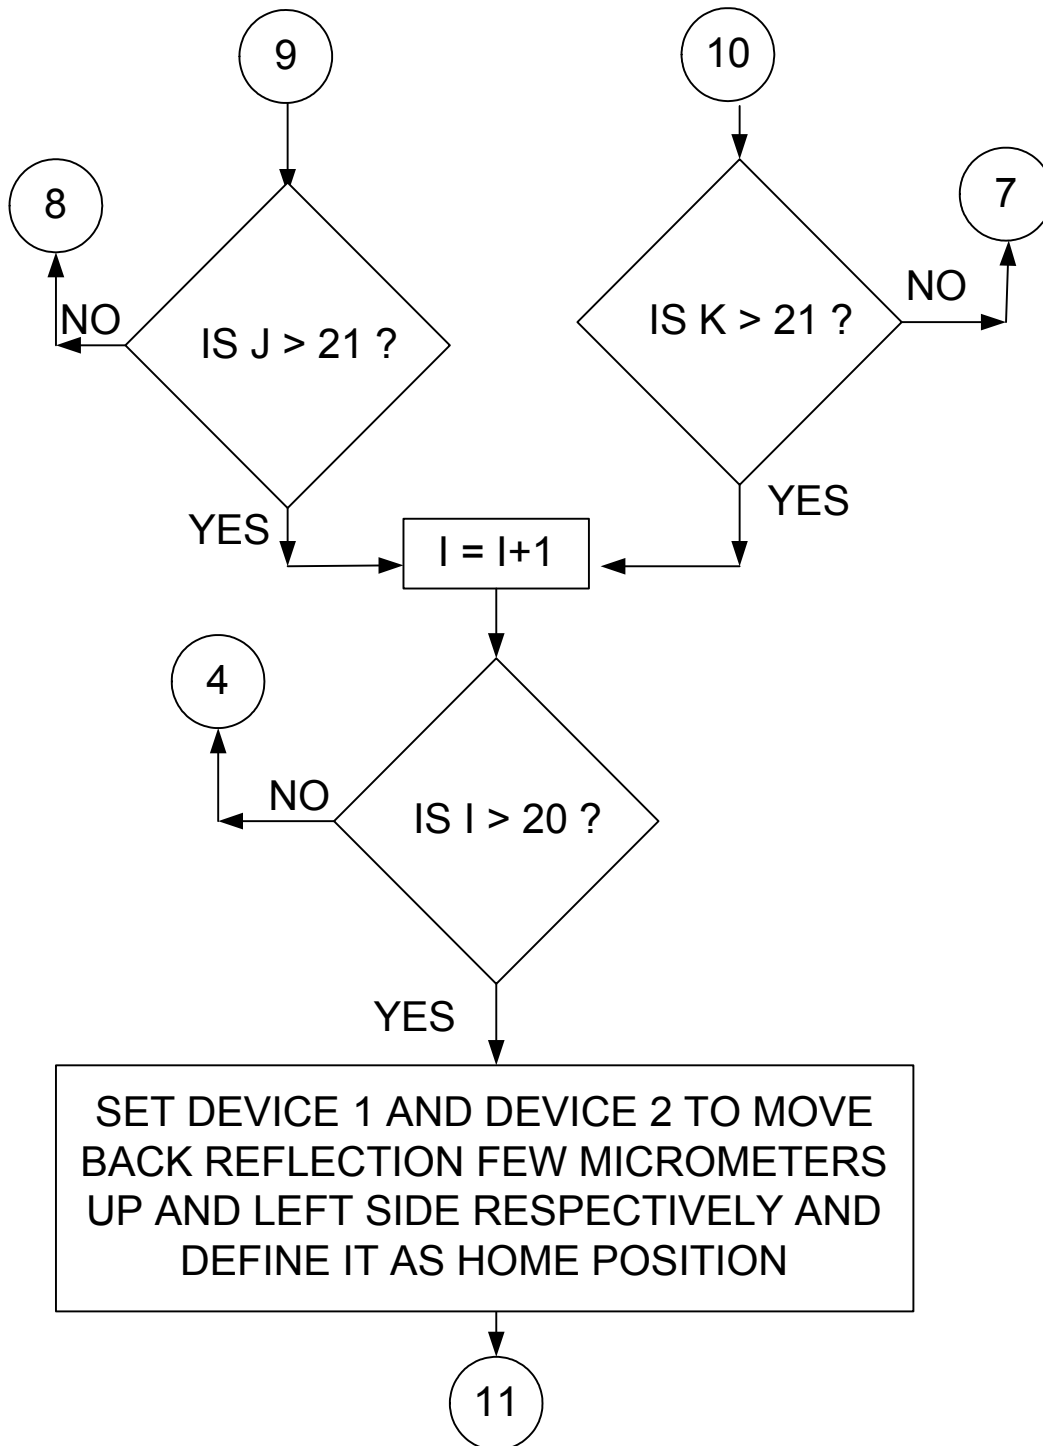 9
10
8
7
NO
NO
IS J > 21 ?
IS K > 21 ?
YES
YES
I = I+1
4
NO
IS I > 20 ?
YES
SET DEVICE 1 AND DEVICE 2 TO MOVE
BACK REFLECTION FEW MICROMETERS
UP AND LEFT SIDE RESPECTIVELY AND
DEFINE IT AS HOME POSITION
11